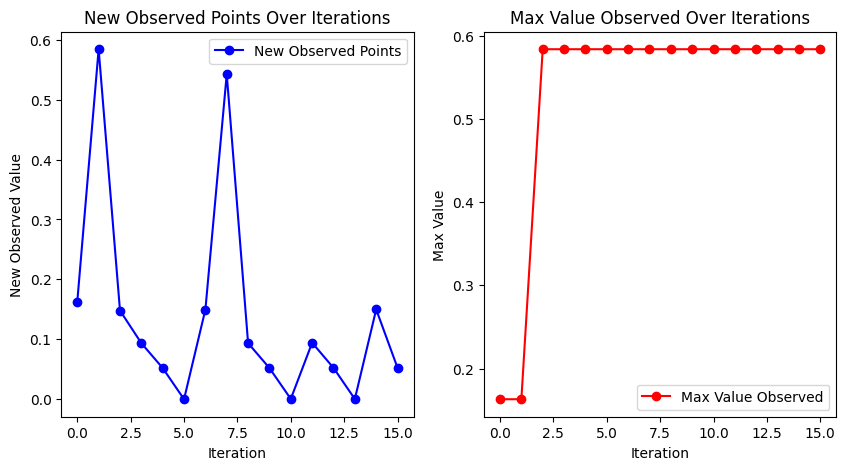 New Observed Points Over Iterations
New Observed Points
0.6
0.5
0.4
0.3
0.2
0.1
0.0
New Observed Value
0.0 2.5 5.0 7.5 10.0 12.5 15.0
Iteration
Max Value Observed Over Iterations
0.6
0.5
0.4
0.3
0.2
Max Value
Max Value Observed
0.0 2.5 5.0 7.5 10.0 12.5 15.0
Iteration